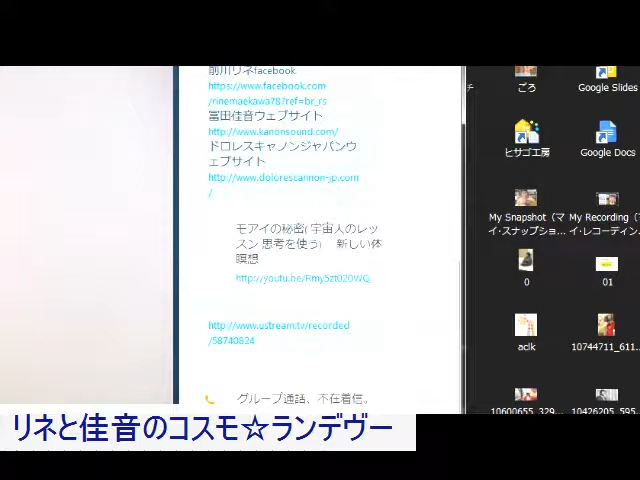 前川リネfacebook
https://www.facebook.com
/rinemaekawa78?ref=br_rs
冨田佳音ウェブサイト
http://www.kanonsound.com/
ドロレスキャノンジャパンウ
ェブサイト
http://www.dolorescannon-jp.com
/
モアイの秘密( 宇宙人のレッ
スン 思考を使う) 新しい体
瞑想
http://youtu.be/Rmy5zt020WQ
http://www.ustream.tv/recorded
/58740824
グループ通話、不在着信。
ごろ
Google Slides
ヒサゴ工房
Google Docs
My Snapshot（マ
イ・スナップショ...
My Recording（マ
イ・レコーディン...
0
01
aclk
10744711_611...
10600655_329...
10426205_595...
リネと佳音のコスモ☆ランデヴー